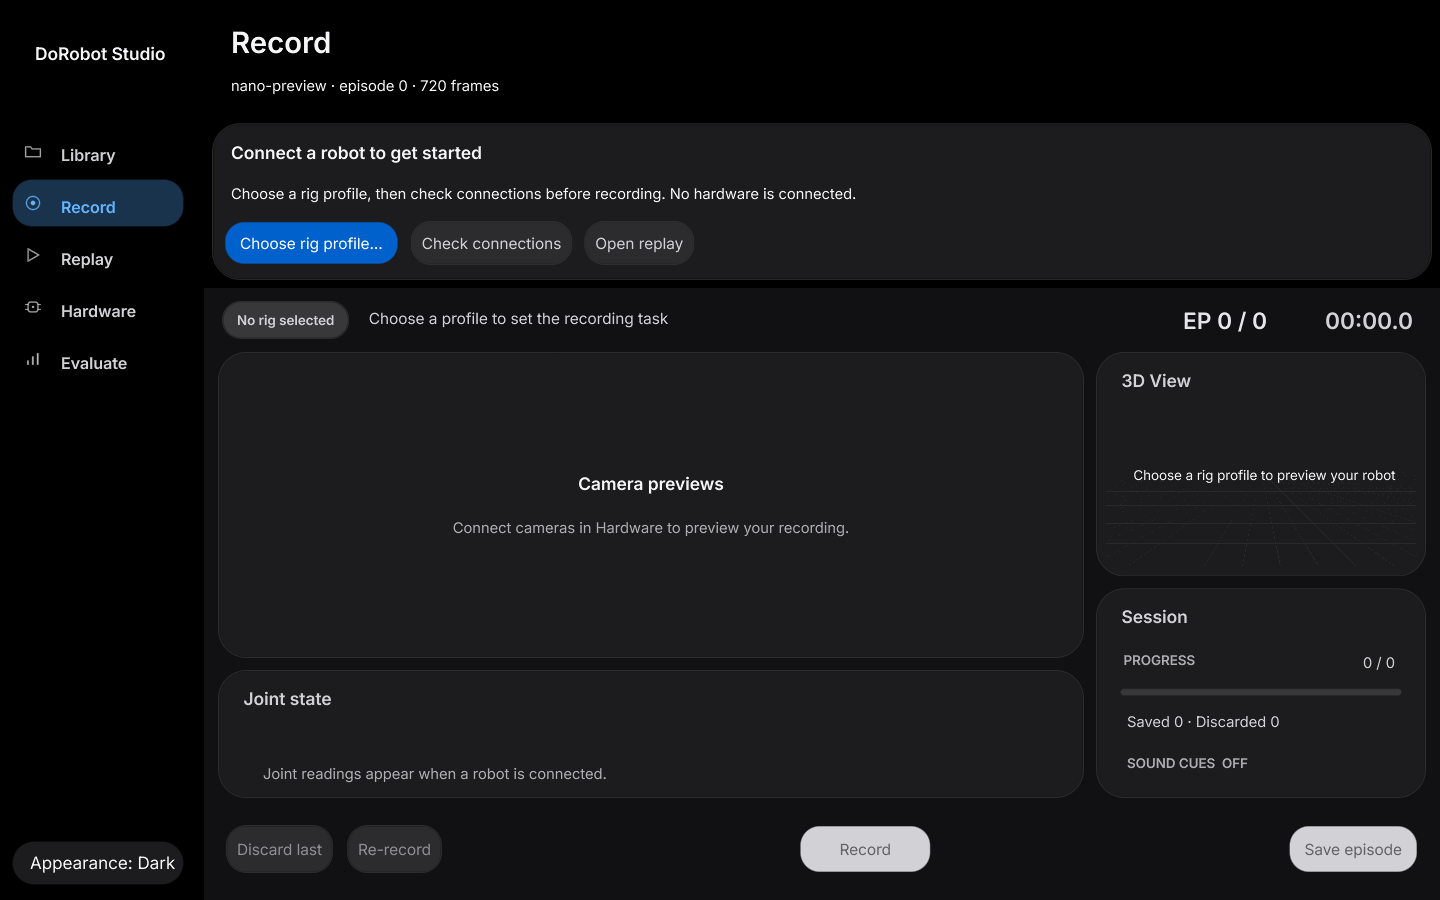 DoRobot Studio
Library
Record
Replay
Hardware
Evaluate
Appearance: Dark
Record
nano-preview · episode 0 · 720 frames
Connect a robot to get started
Choose a rig profile, then check connections before recording. No hardware is connected.
Choose rig profile...
Check connections
Open replay
No rig selected
Choose a profile to set the recording task
EP 0 / 0
00:00.0
Camera previews
Connect cameras in Hardware to preview your recording.
3D View
Choose a rig profile to preview your robot
Joint state
Joint readings appear when a robot is connected.
Session
PROGRESS
0 / 0
Saved 0 · Discarded 0
SOUND CUES OFF
Discard last
Re-record
Record
Save episode